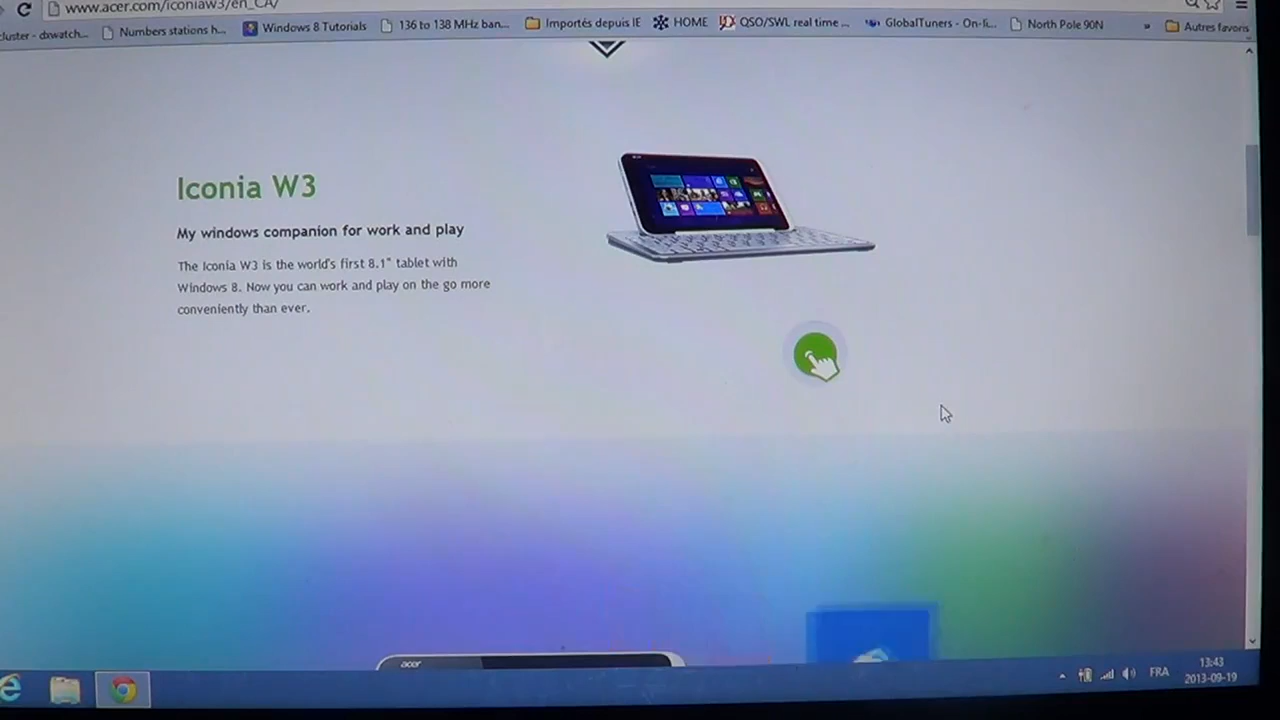 www.acer.com/iconiaw3/en_CA/
cluster - dxwatch... Numbers stations h... Windows 8 Tutorials 136 to 138 MHz ban... Importés depuis IE HOME QSO/SWL real time ... GlobalTuners - On-li... North Pole 90N » Autres favoris
Iconia W3
My windows companion for work and play
The Iconia W3 is the world's first 8.1" tablet with
Windows 8. Now you can work and play on the go more
conveniently than ever.
acer
FRA
13:43
2013-09-19